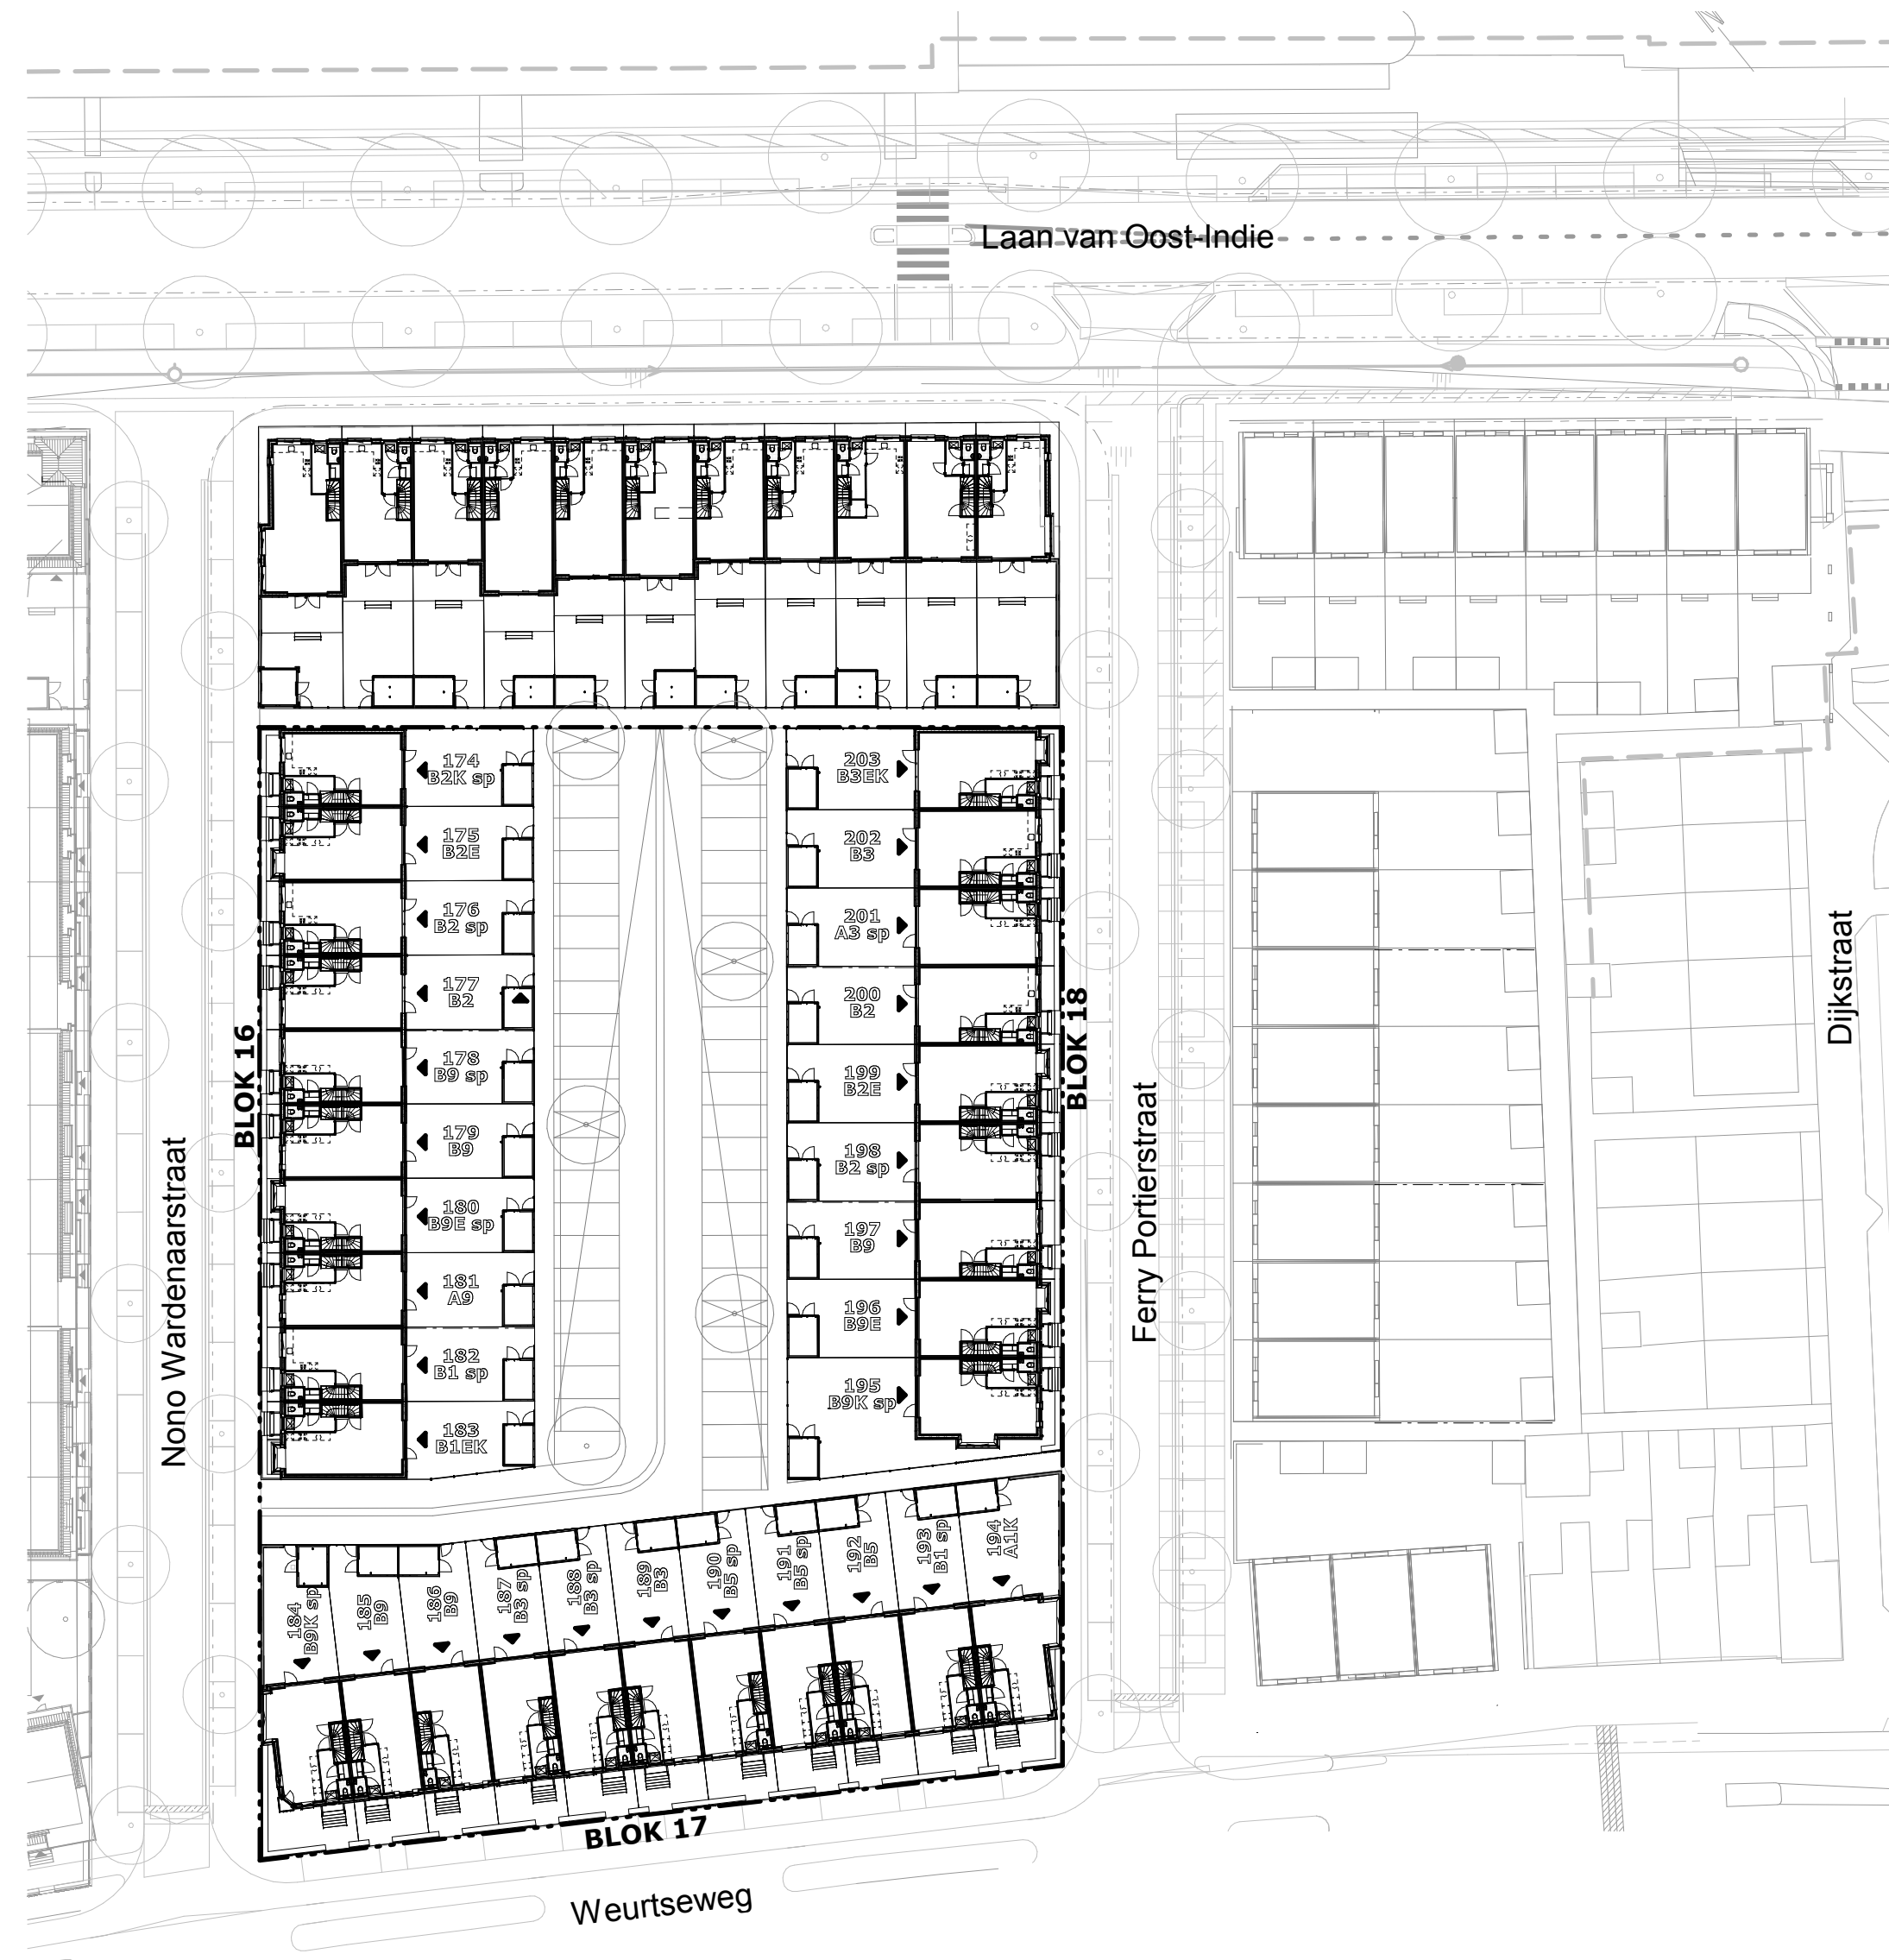 Laan van Oost-Indie
174
B2K sp
175
B2E
176
B2 sp
177
B2
178
B9 sp
179
B9
180
B9E sp
181
A9
182
B1 sp
183
B1EK
203
B3EK
202
B3
201
A3 sp
200
B2
199
B2E
198
B2 sp
197
B9
196
B9E
195
B9K sp
BLOK 16
BLOK 18
Nono Wardenaarstraat
Ferry Portierstraat
Dijkstraat
184
B9K sp
185
B9
186
B9
187
B3 sp
188
B3 sp
189
B3
190
B5 sp
191
B5 sp
192
B5
193
B1 sp
194
A1K
BLOK 17
Weurtseweg